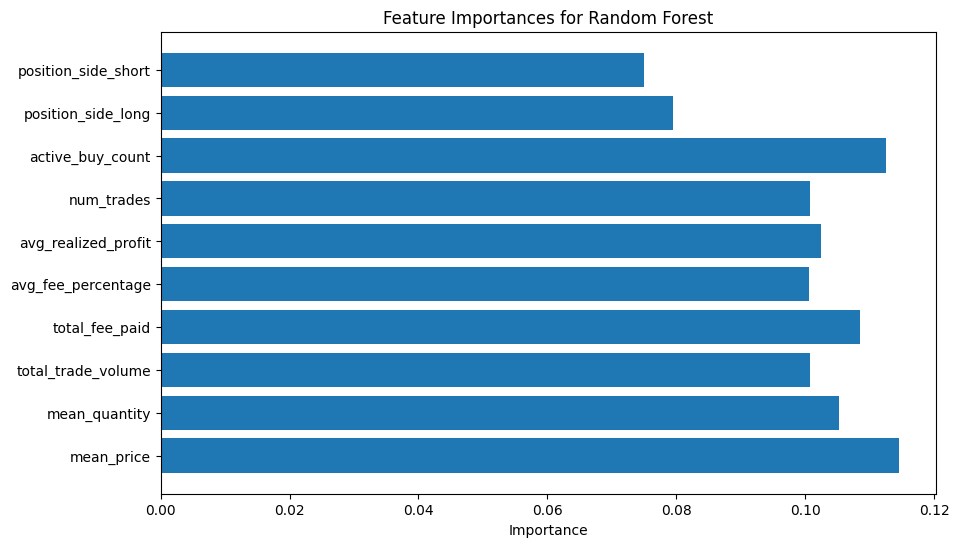 Feature Importances for Random Forest
position_side_short
position_side_long
active_buy_count
num_trades
avg_realized_profit
avg_fee_percentage
total_fee_paid
total_trade_volume
mean_quantity
mean_price
0.00 0.02 0.04 0.06 0.08 0.10 0.12
Importance